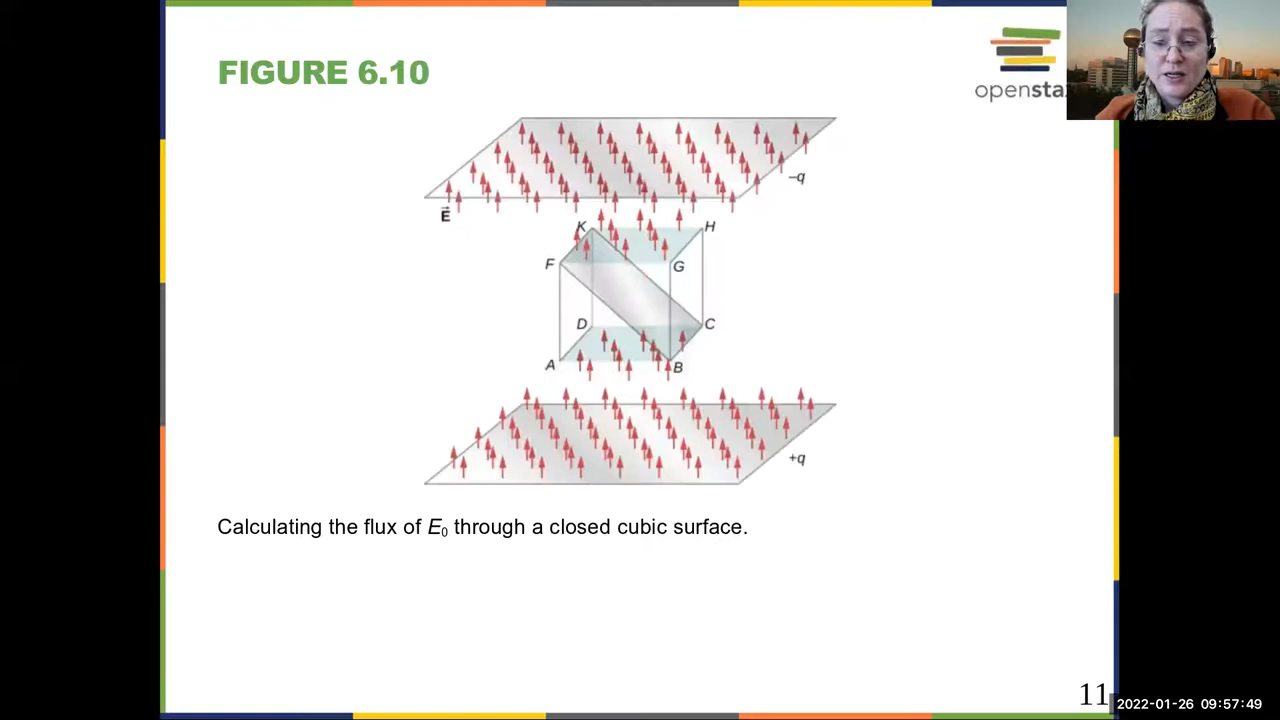 FIGURE 6.10
openstax
–q
E
K
H
F
G
D
C
A
B
+q
Calculating the flux of E0 through a closed cubic surface.
11
2022-01-26 09:57:49